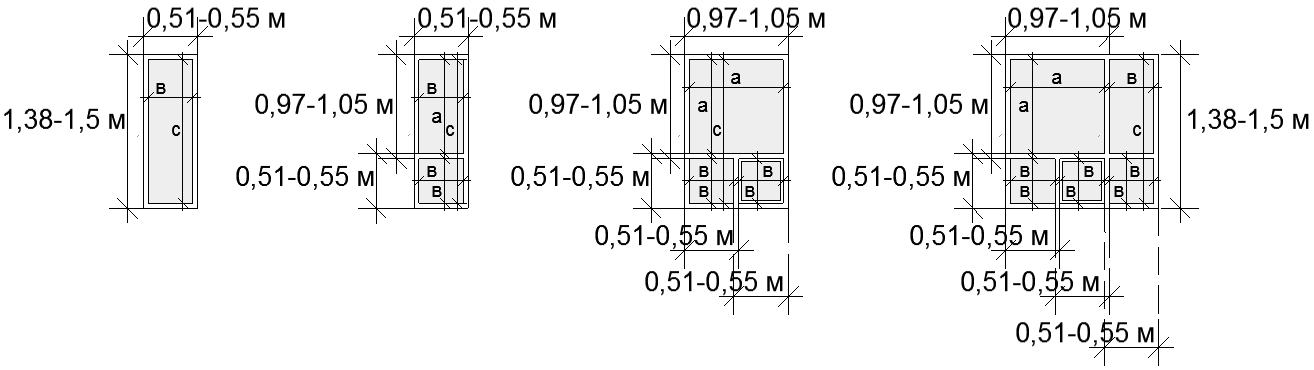 0,51-0,55 м
в
с
1,38-1,5 м
0,51-0,55 м
в
а
с
0,97-1,05 м
в
в
0,51-0,55 м
0,97-1,05 м
а
а
с
0,97-1,05 м
в
в
в
в
0,51-0,55 м
0,51-0,55 м
0,51-0,55 м
0,97-1,05 м
а
в
а
с
0,97-1,05 м
1,38-1,5 м
в
в
в
в
в
в
0,51-0,55 м
0,51-0,55 м
0,51-0,55 м
0,51-0,55 м